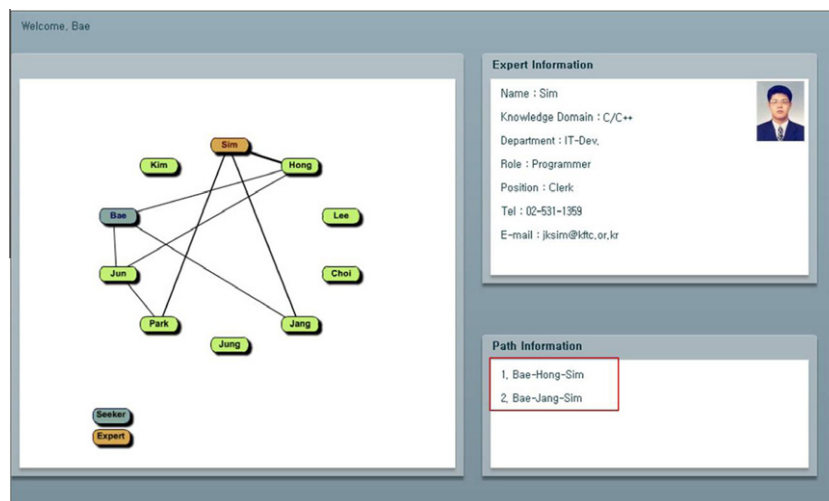 Welcome, Bae
Sim
Kim
Hong
Bae
Lee
Jun
Choi
Park
Jang
Jung
Seeker
Expert
Expert Information
Name : Sim
Knowledge Domain : C/C++
Department : IT-Dev.
Role : Programmer
Position : Clerk
Tel : 02-531-1359
E-mail : jksim@kftc.or.kr
Path Information
1. Bae-Hong-Sim
2. Bae-Jang-Sim